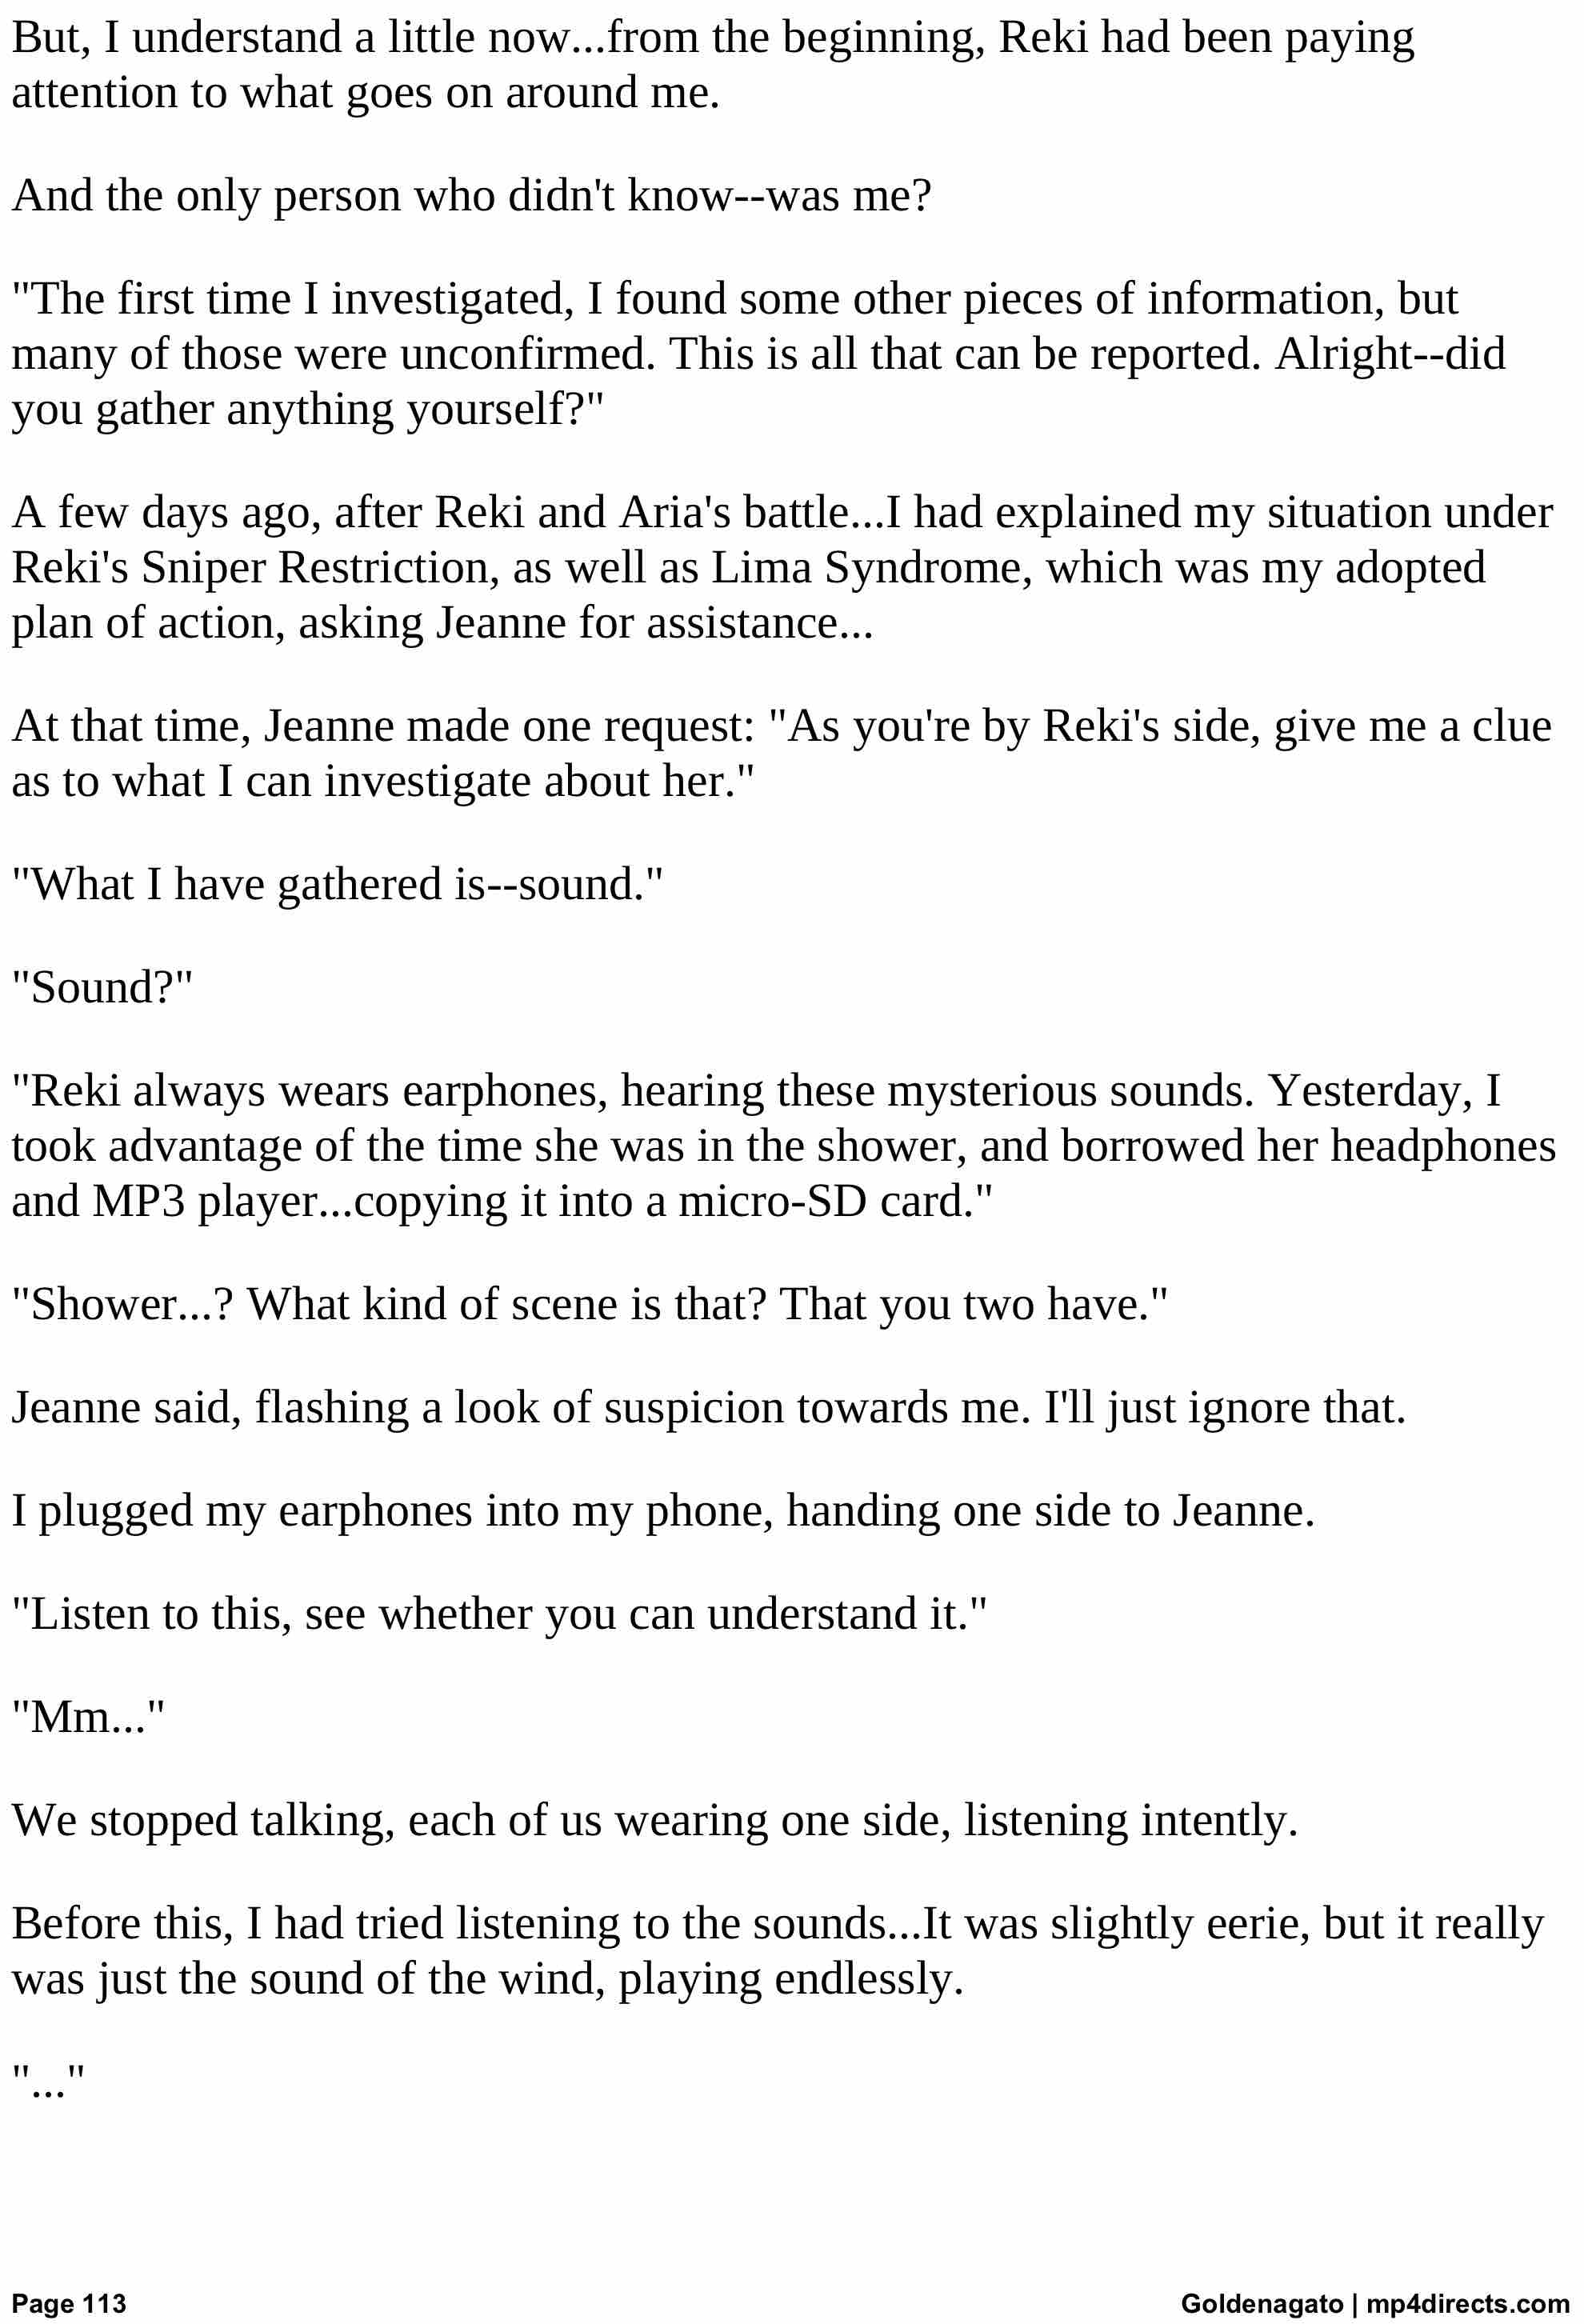 But, I understand a little now...from the beginning, Reki had been paying
attention to what goes on around me.
And the only person who didn't know--was me?
"The first time I investigated, I found some other pieces of information, but
many of those were unconfirmed. This is all that can be reported. Alright--did
you gather anything yourself?"
A few days ago, after Reki and Aria's battle...I had explained my situation under
Reki's Sniper Restriction, as well as Lima Syndrome, which was my adopted
plan of action, asking Jeanne for assistance...
At that time, Jeanne made one request: "As you're by Reki's side, give me a clue
as to what I can investigate about her."
"What I have gathered is--sound."
"Sound?"
"Reki always wears earphones, hearing these mysterious sounds. Yesterday, I
took advantage of the time she was in the shower, and borrowed her headphones
and MP3 player...copying it into a micro-SD card."
"Shower...? What kind of scene is that? That you two have."
Jeanne said, flashing a look of suspicion towards me. I'll just ignore that.
I plugged my earphones into my phone, handing one side to Jeanne.
"Listen to this, see whether you can understand it."
"Mm..."
We stopped talking, each of us wearing one side, listening intently.
Before this, I had tried listening to the sounds...It was slightly eerie, but it really
was just the sound of the wind, playing endlessly.
"..."
Page 113 Goldenagato | mp4directs.com